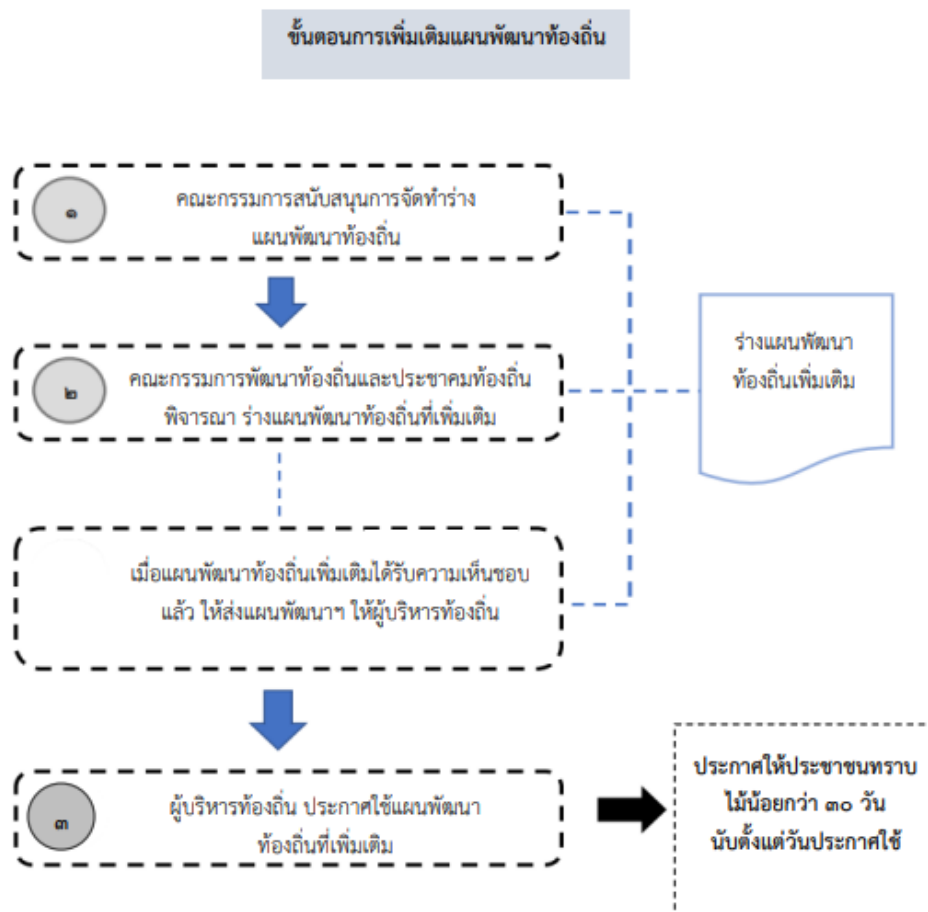 ขั้นตอนการเพิ่มเติมแผนพัฒนาท้องถิ่น
๑
คณะกรรมการสนับสนุนการจัดทำร่าง
แผนพัฒนาท้องถิ่น
๒
คณะกรรมการพัฒนาท้องถิ่นและประชาคมท้องถิ่น
พิจารณา ร่างแผนพัฒนาท้องถิ่นที่เพิ่มเติม
ร่างแผนพัฒนา
ท้องถิ่นเพิ่มเติม
เมื่อแผนพัฒนาท้องถิ่นเพิ่มเติมได้รับความเห็นชอบ
แล้ว ให้ส่งแผนพัฒนาฯ ให้ผู้บริหารท้องถิ่น
๓
ผู้บริหารท้องถิ่น ประกาศใช้แผนพัฒนา
ท้องถิ่นที่เพิ่มเติม
ประกาศให้ประชาชนทราบ
ไม้น้อยกว่า ๓๐ วัน
นับตั้งแต่วันประกาศใช้